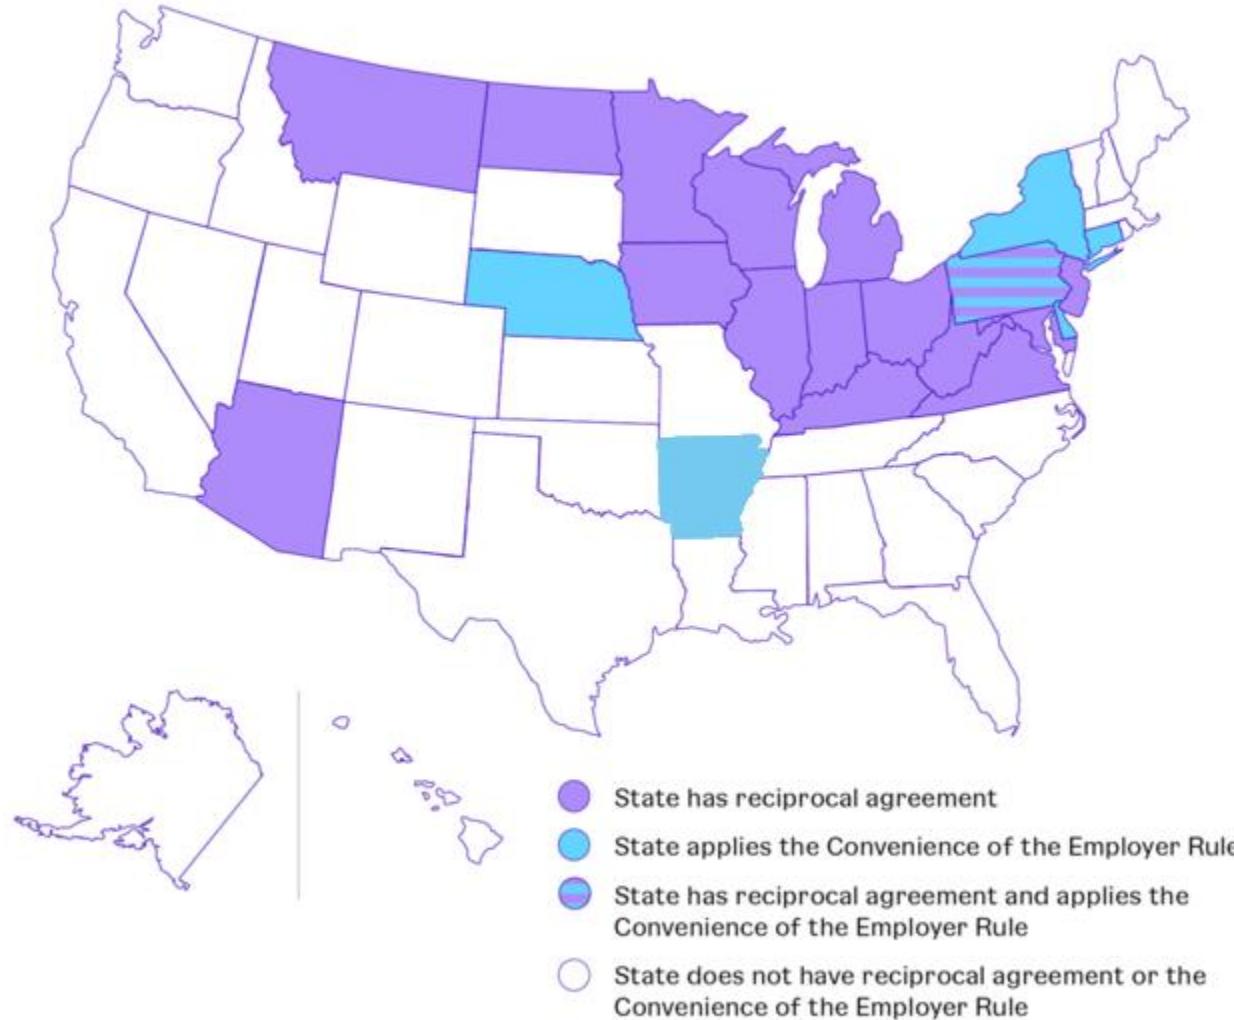 State has reciprocal agreement
State applies the Convenience of the Employer Rule
State has reciprocal agreement and applies the
Convenience of the Employer Rule
State does not have reciprocal agreement or the
Convenience of the Employer Rule